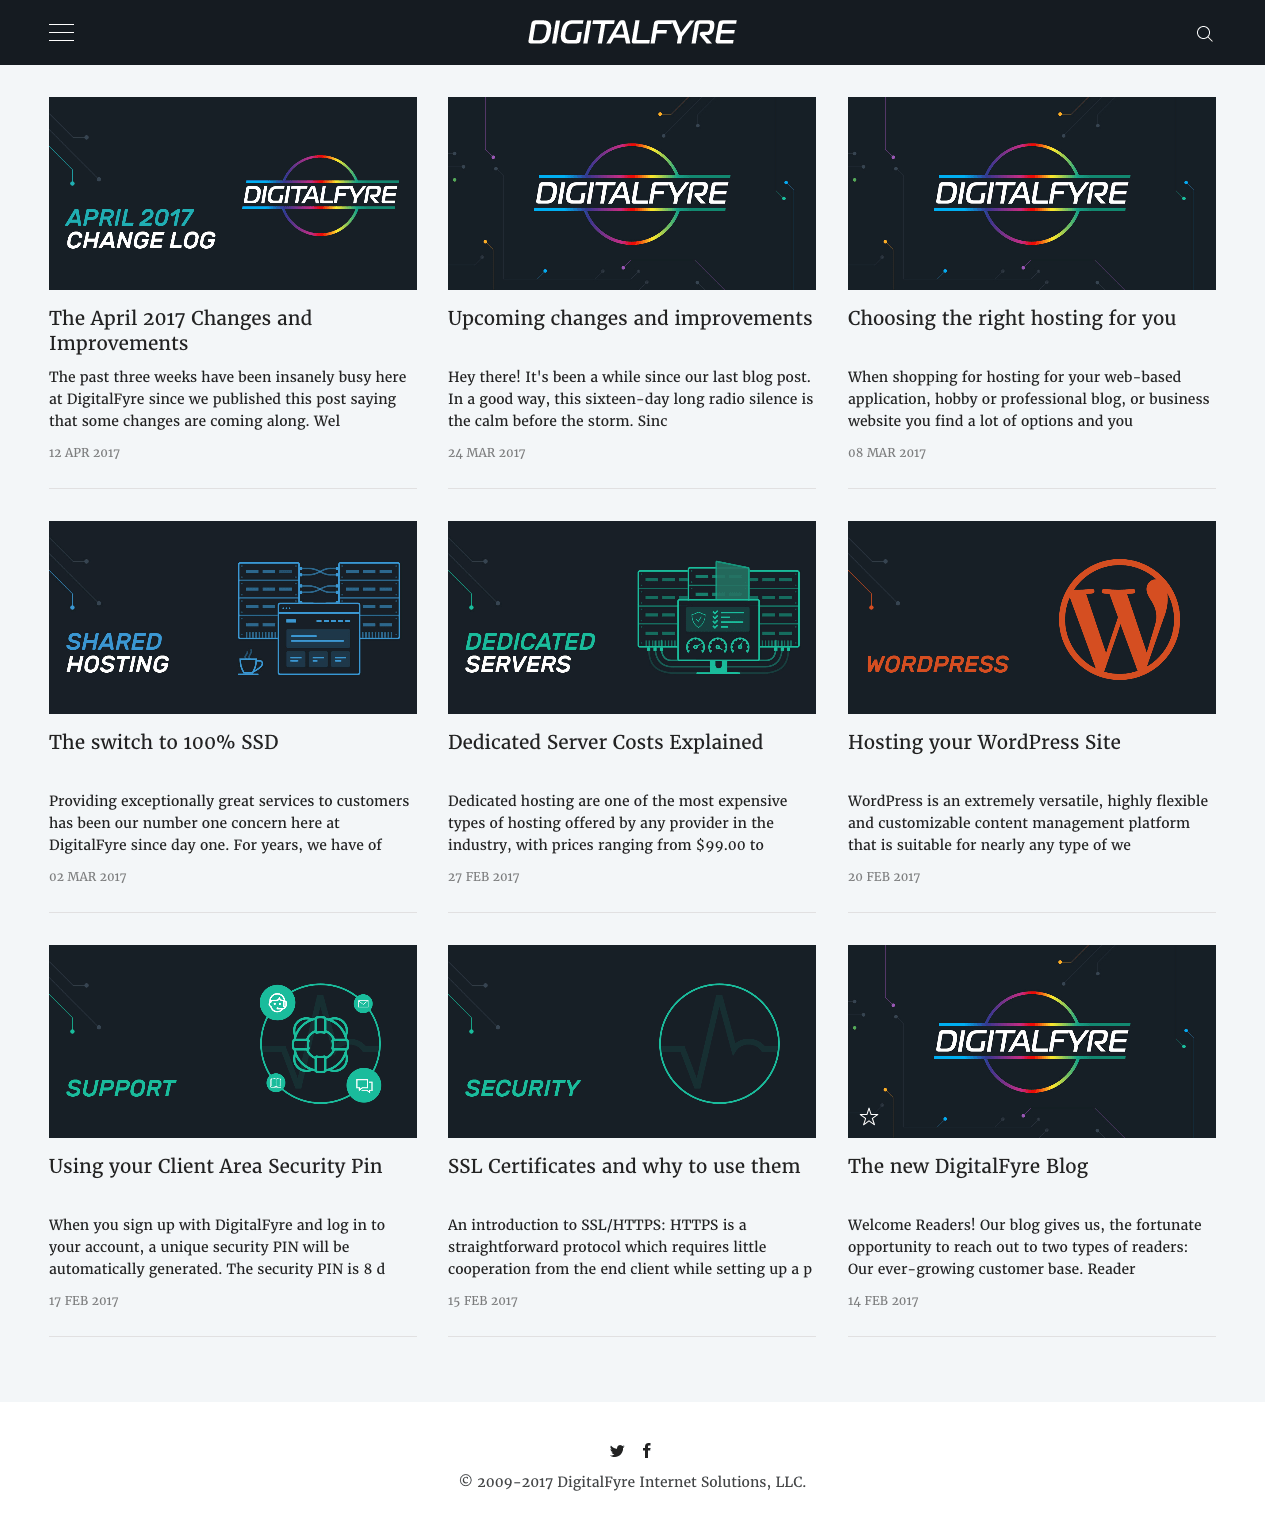 DIGITALFYRE
APRIL 2017
CHANGE LOG
DIGITALFYRE
The April 2017 Changes and
Improvements
The past three weeks have been insanely busy here
at DigitalFyre since we published this post saying
that some changes are coming along. Wel
12 APR 2017
DIGITALFYRE
Upcoming changes and improvements
Hey there! It's been a while since our last blog post.
In a good way, this sixteen-day long radio silence is
the calm before the storm. Sinc
24 MAR 2017
DIGITALFYRE
Choosing the right hosting for you
When shopping for hosting for your web-based
application, hobby or professional blog, or business
website you find a lot of options and you
08 MAR 2017
SHARED
HOSTING
The switch to 100% SSD
Providing exceptionally great services to customers
has been our number one concern here at
DigitalFyre since day one. For years, we have of
02 MAR 2017
DEDICATED
SERVERS
Dedicated Server Costs Explained
Dedicated hosting are one of the most expensive
types of hosting offered by any provider in the
industry, with prices ranging from $99.00 to
27 FEB 2017
WORDPRESS
W
Hosting your WordPress Site
WordPress is an extremely versatile, highly flexible
and customizable content management platform
that is suitable for nearly any type of we
20 FEB 2017
SUPPORT
Using your Client Area Security Pin
When you sign up with DigitalFyre and log in to
your account, a unique security PIN will be
automatically generated. The security PIN is 8 d
17 FEB 2017
SECURITY
SSL Certificates and why to use them
An introduction to SSL/HTTPS: HTTPS is a
straightforward protocol which requires little
cooperation from the end client while setting up a p
15 FEB 2017
DIGITALFYRE
The new DigitalFyre Blog
Welcome Readers! Our blog gives us, the fortunate
opportunity to reach out to two types of readers:
Our ever-growing customer base. Reader
14 FEB 2017
© 2009-2017 DigitalFyre Internet Solutions, LLC.